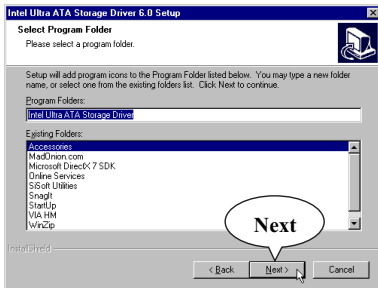 Intel Ultra ATA Storage Driver 6.0 Setup
Select Program Folder
Please select a program folder.
Setup will add program icons to the Program Folder listed below. You may type a new folder
name, or select one from the existing folders list. Click Next to continue.
Program Folders:
Intel Ultra ATA Storage Driver
Existing Folders:
Accessories
MadOnion.com
Microsoft DirectX 7 SDK
Online Services
SiSoft Utilities
SnagIt
StartUp
VIA HM
WinZip
Next
InstallShield
< Back
Next >
Cancel